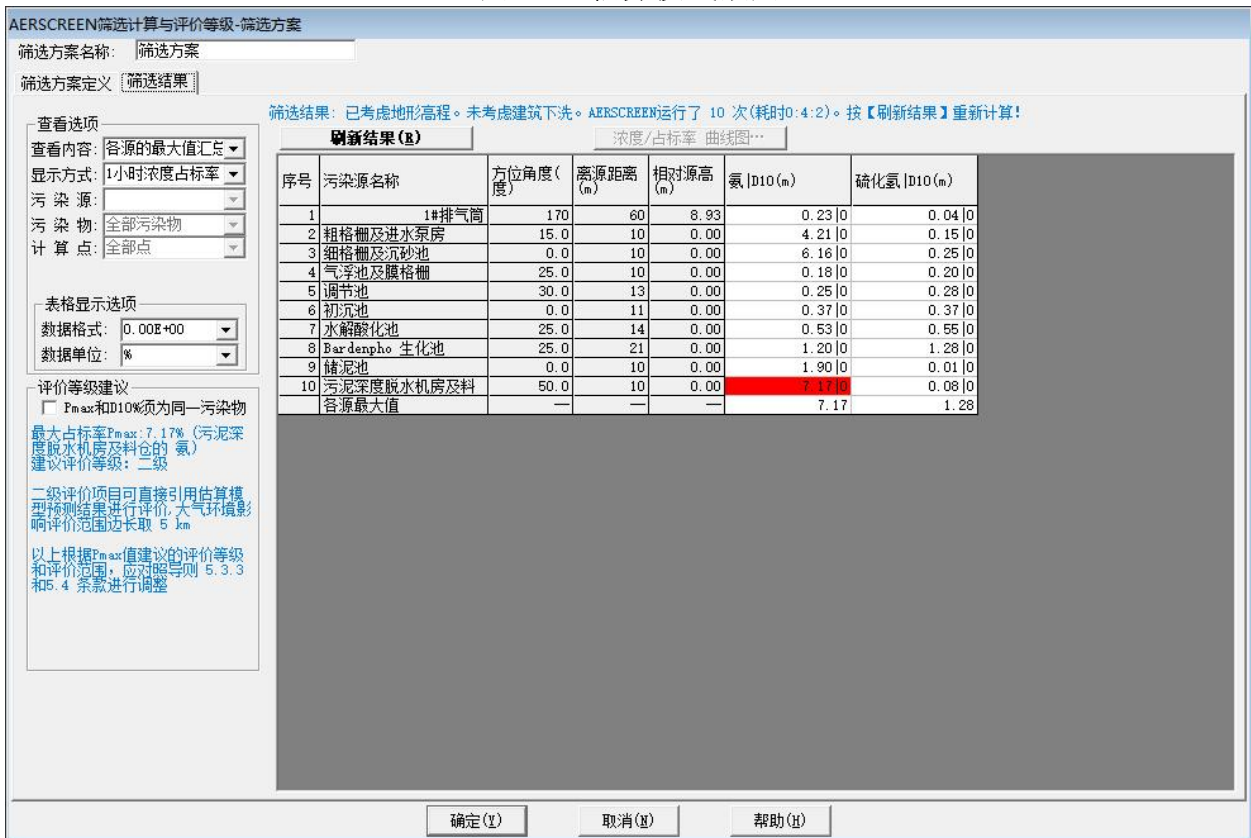 AERSCREEN筛选计算与评价等级-筛选方案
筛选方案名称: 筛选方案
筛选方案定义 筛选结果
筛选结果: 已考虑地形高程。未考虑建筑下洗。AERSCREEN运行了 10 次(耗时0:4:2)。按【刷新结果】重新计算!
刷新结果(R) 浓度/占标率 曲线图…
查看选项
查看内容: 各源的最大值汇总
显示方式: 1小时浓度占标率
污 染 源:
污 染 物: 全部污染物
计 算 点: 全部点
表格显示选项
数据格式: 0.00E+00
数据单位: %
评价等级建议
Pmax和D10%须为同一污染物
最大占标率Pmax:7.17% (污泥深
度脱水机房及料仓的 氨)
建议评价等级: 二级
二级评价项目可直接引用估算模
型预测结果进行评价,大气环境影
响评价范围边长取 5 km
以上根据Pmax值建议的评价等级
和评价范围,应对照导则 5.3.3
和5.4 条款进行调整
序号 污染源名称 方位角度(度) 离源距离(m) 相对源高(m) 氨|D10(m) 硫化氢|D10(m)
1 1#排气筒 170 60 8.93 0.23|0 0.04|0
2 粗格栅及进水泵房 15.0 10 0.00 4.21|0 0.15|0
3 细格栅及沉砂池 0.0 10 0.00 6.16|0 0.25|0
4 气浮池及膜格栅 25.0 10 0.00 0.18|0 0.20|0
5 调节池 30.0 13 0.00 0.25|0 0.28|0
6 初沉池 0.0 11 0.00 0.37|0 0.37|0
7 水解酸化池 25.0 14 0.00 0.53|0 0.55|0
8 Bardenpho 生化池 25.0 21 0.00 1.20|0 1.28|0
9 储泥池 0.0 10 0.00 1.90|0 0.01|0
10 污泥深度脱水机房及料 50.0 10 0.00 7.17|0 0.08|0
各源最大值 — — — 7.17 1.28
确定(Y) 取消(N) 帮助(H)